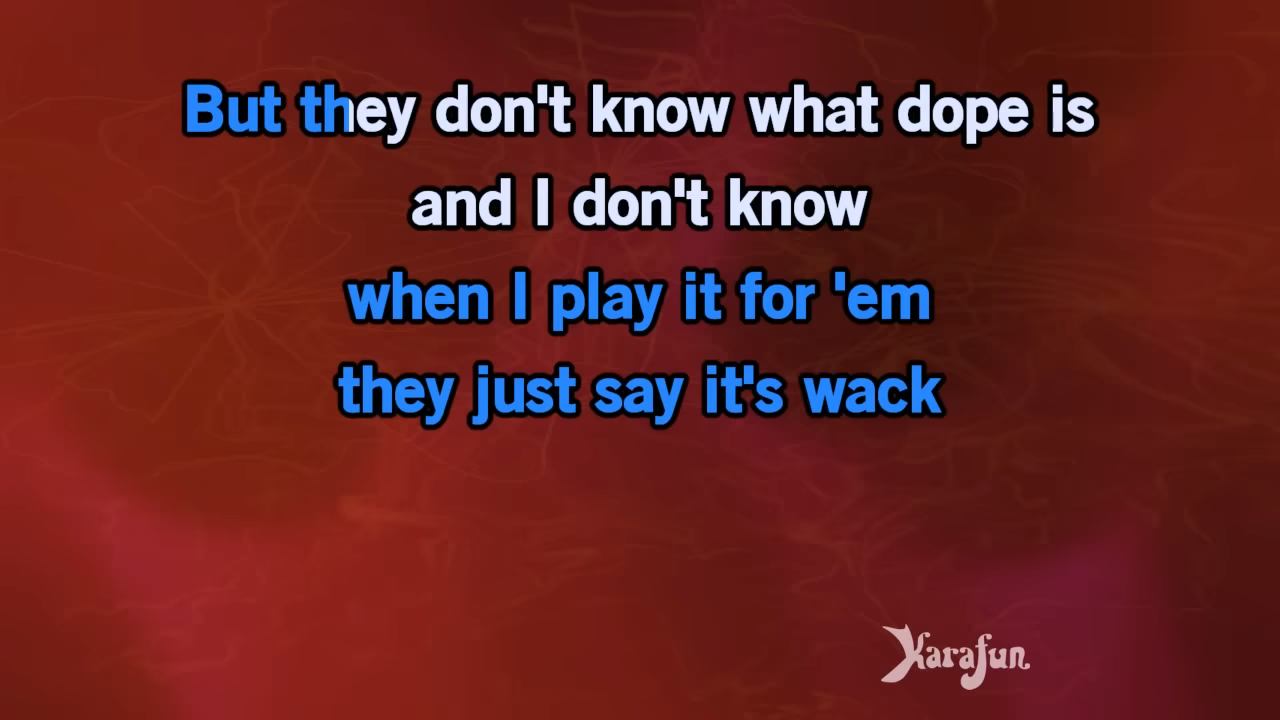 But they don't know what dope is
and I don't know
when I play it for 'em
they just say it's wack
Karafun